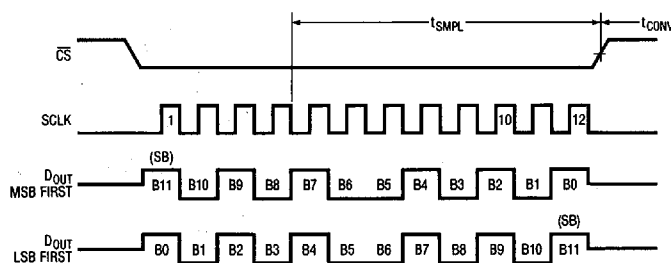 tSMPL
tCONV
CS
SCLK
1
10
12
(SB)
DOUT
MSB FIRST
B11 B10 B9 B8 B7 B6 B5 B4 B3 B2 B1 B0
(SB)
DOUT
LSB FIRST
B0 B1 B2 B3 B4 B5 B6 B7 B8 B9 B10 B11